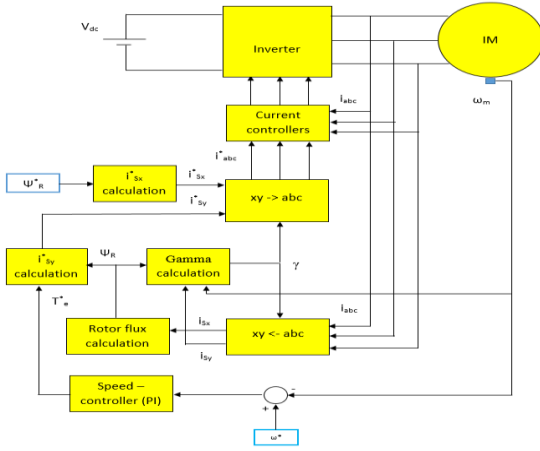 V_dc
Inverter
IM
i_abc
ω_m
Current
controllers
i*_abc
Ψ*_R
i*_Sx
calculation
i*_Sx
i*_Sy
xy -> abc
i*_Sy
calculation
Ψ_R
Gamma
calculation
γ
T*_e
i_abc
Rotor flux
calculation
i_Sx
i_Sy
xy <- abc
Speed –
controller (PI)
-
+
ω*